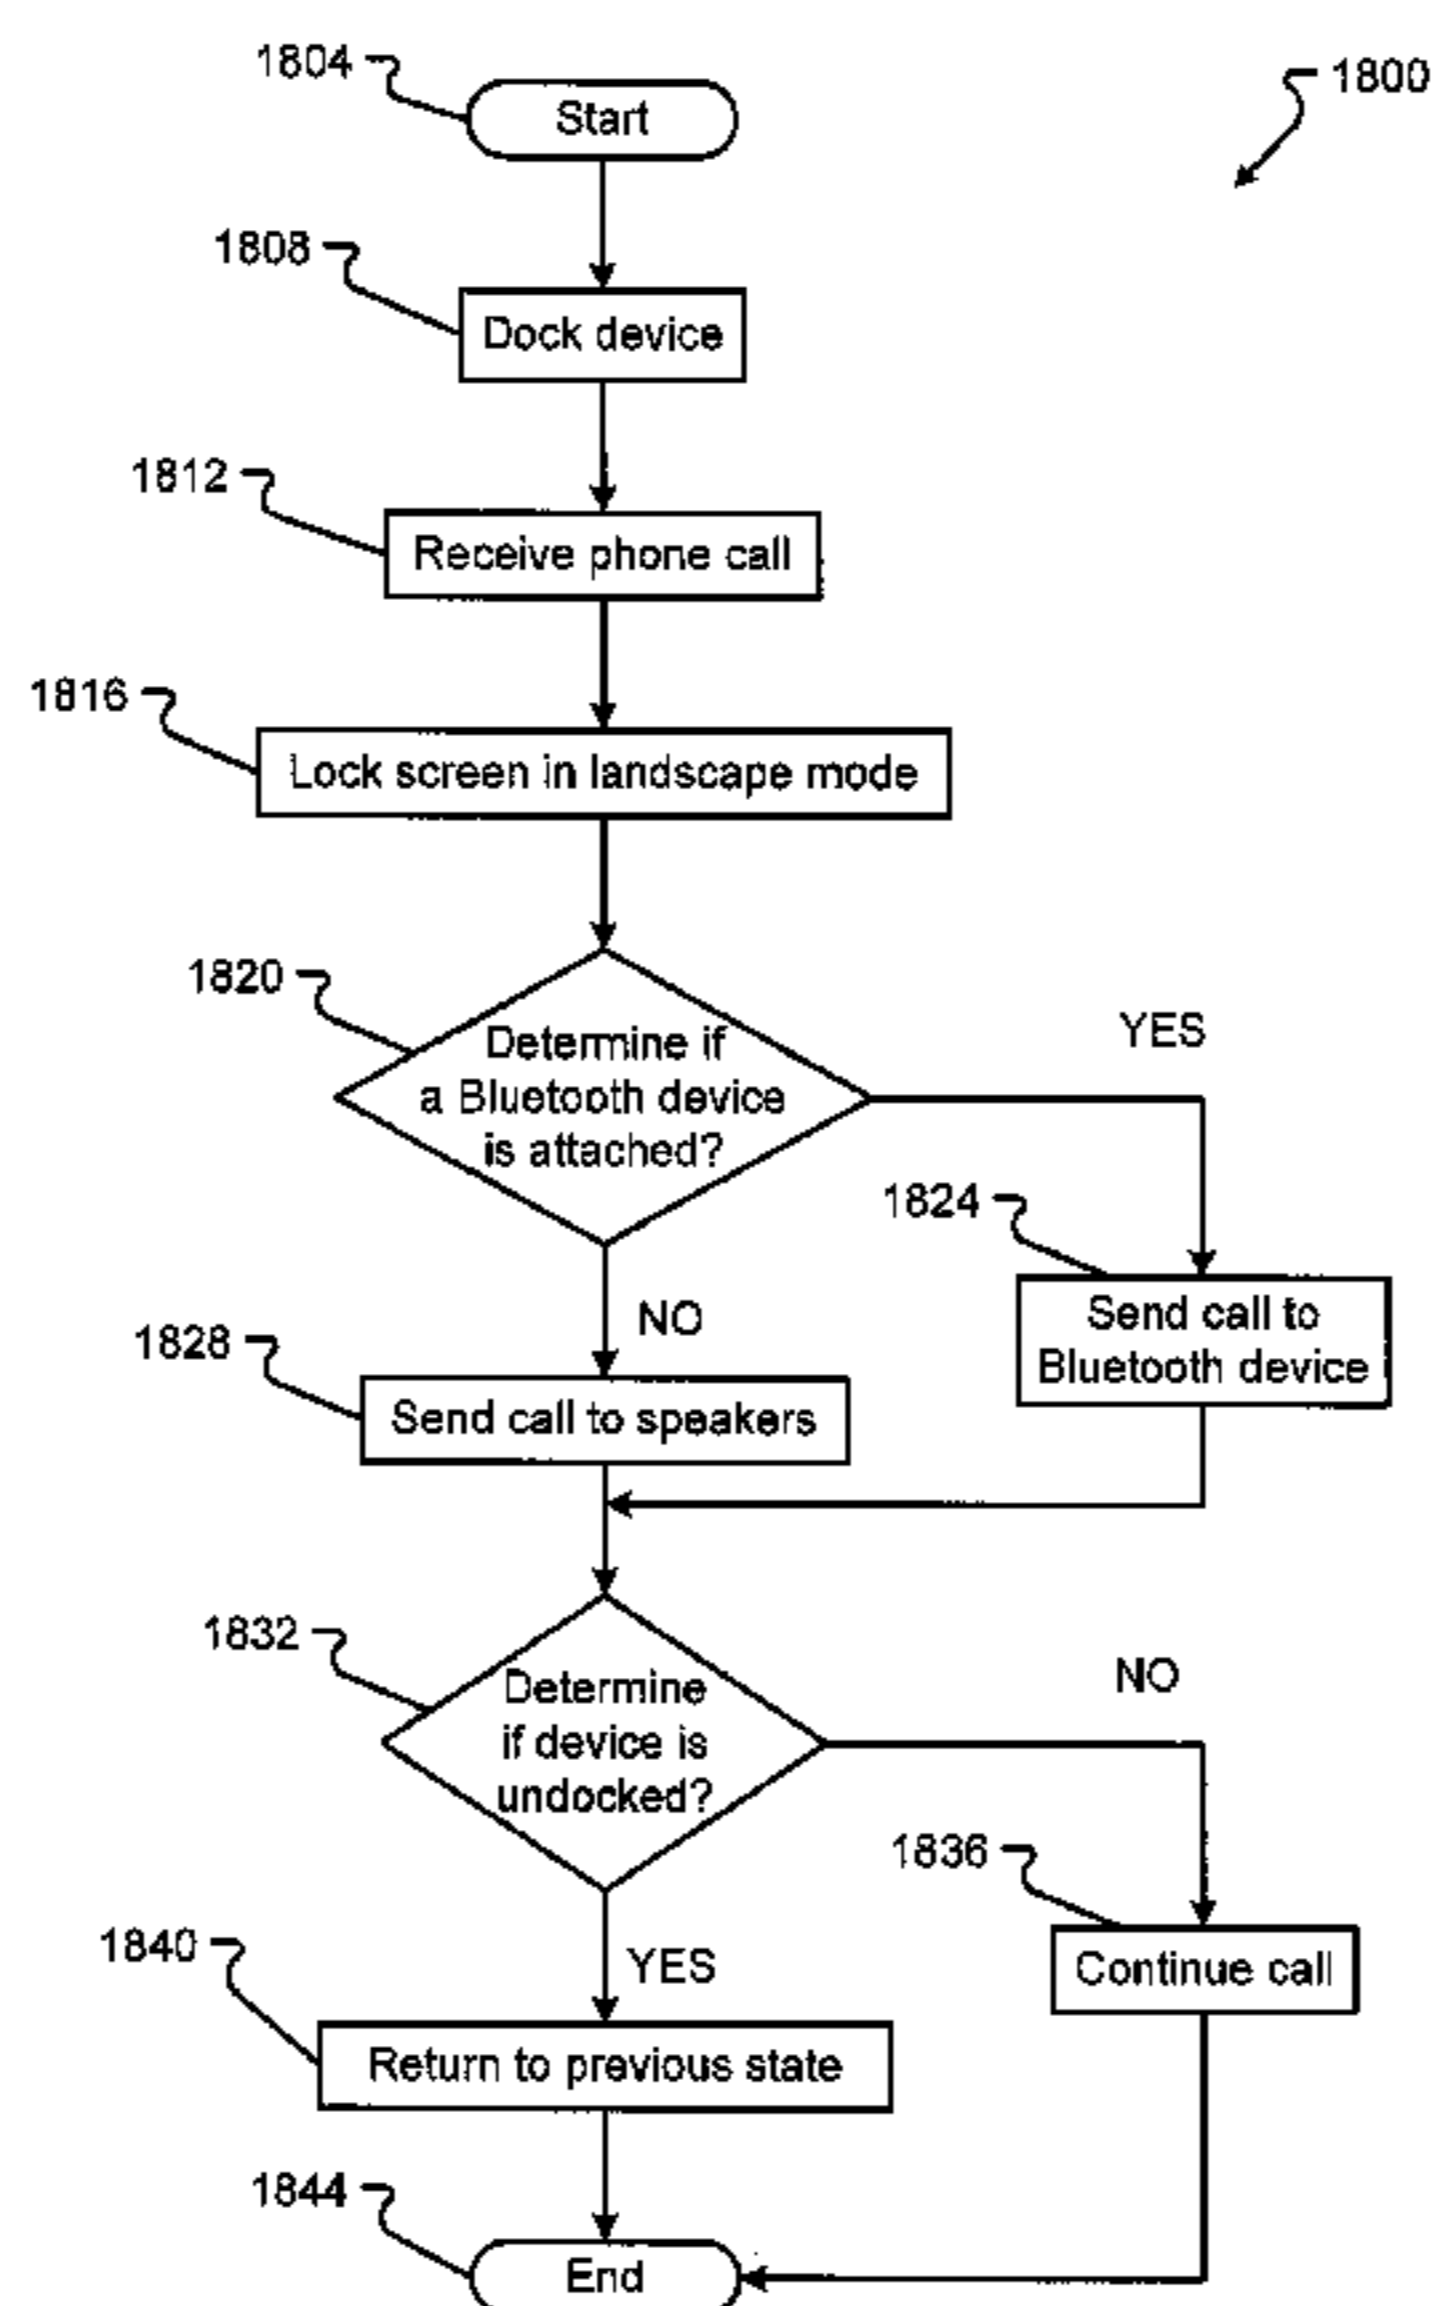 1804
Start
1800
1808
Dock device
1812
Receive phone call
1816
Lock screen in landscape mode
1820
Determine if
a Bluetooth device
is attached?
YES
1824
Send call to
Bluetooth device
NO
1828
Send call to speakers
1832
Determine
if device is
undocked?
NO
1836
Continue call
YES
1840
Return to previous state
1844
End